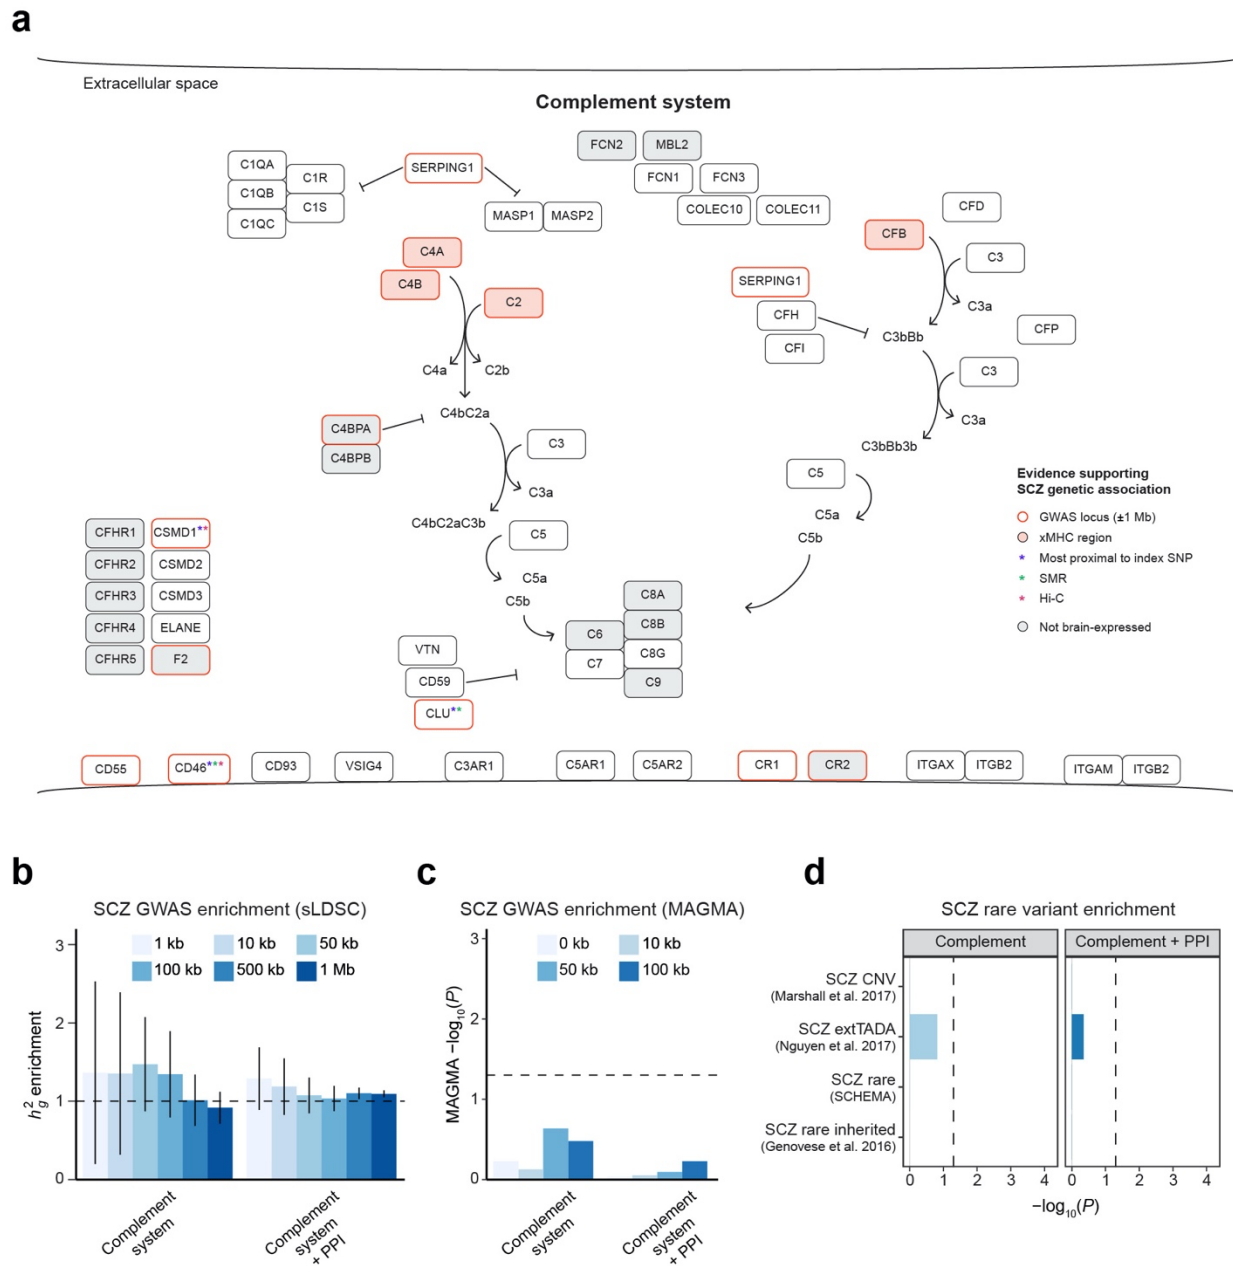 a
Extracellular space
Complement system
C1QA
C1QB
C1QC
C1R
C1S
SERPING1
MASP1
MASP2
FCN2
MBL2
FCN1
FCN3
COLEC10
COLEC11
CFD
CFB
C3
C3a
C4A
C4B
C2
SERPING1
CFH
CFI
C3bBb
CFP
C4a
C2b
C3
C3a
C4bC2a
C4BPA
C4BPB
C3
C3a
C3bBb3b
C5
C5a
C5b
C4bC2aC3b
C5
C5a
C5b
Evidence supporting
SCZ genetic association
GWAS locus (±1 Mb)
xMHC region
* Most proximal to index SNP
* SMR
* Hi-C
Not brain-expressed
CFHR1
CFHR2
CFHR3
CFHR4
CFHR5
CSMD1**
CSMD2
CSMD3
ELANE
F2
C8A
C8B
C8G
C9
C6
C7
VTN
CD59
CLU**
CD55
CD46***
CD93
VSIG4
C3AR1
C5AR1
C5AR2
CR1
CR2
ITGAX
ITGB2
ITGAM
ITGB2
b
SCZ GWAS enrichment (sLDSC)
1 kb
10 kb
50 kb
100 kb
500 kb
1 Mb
h²g enrichment
3
2
1
0
Complement
system
Complement
system
+ PPI
c
SCZ GWAS enrichment (MAGMA)
0 kb
10 kb
50 kb
100 kb
MAGMA −log10(P)
3
2
1
0
Complement
system
Complement
system
+ PPI
d
SCZ rare variant enrichment
Complement
Complement + PPI
SCZ CNV
(Marshall et al. 2017)
SCZ extTADA
(Nguyen et al. 2017)
SCZ rare
(SCHEMA)
SCZ rare inherited
(Genovese et al. 2016)
0 1 2 3 4
0 1 2 3 4
−log10(P)